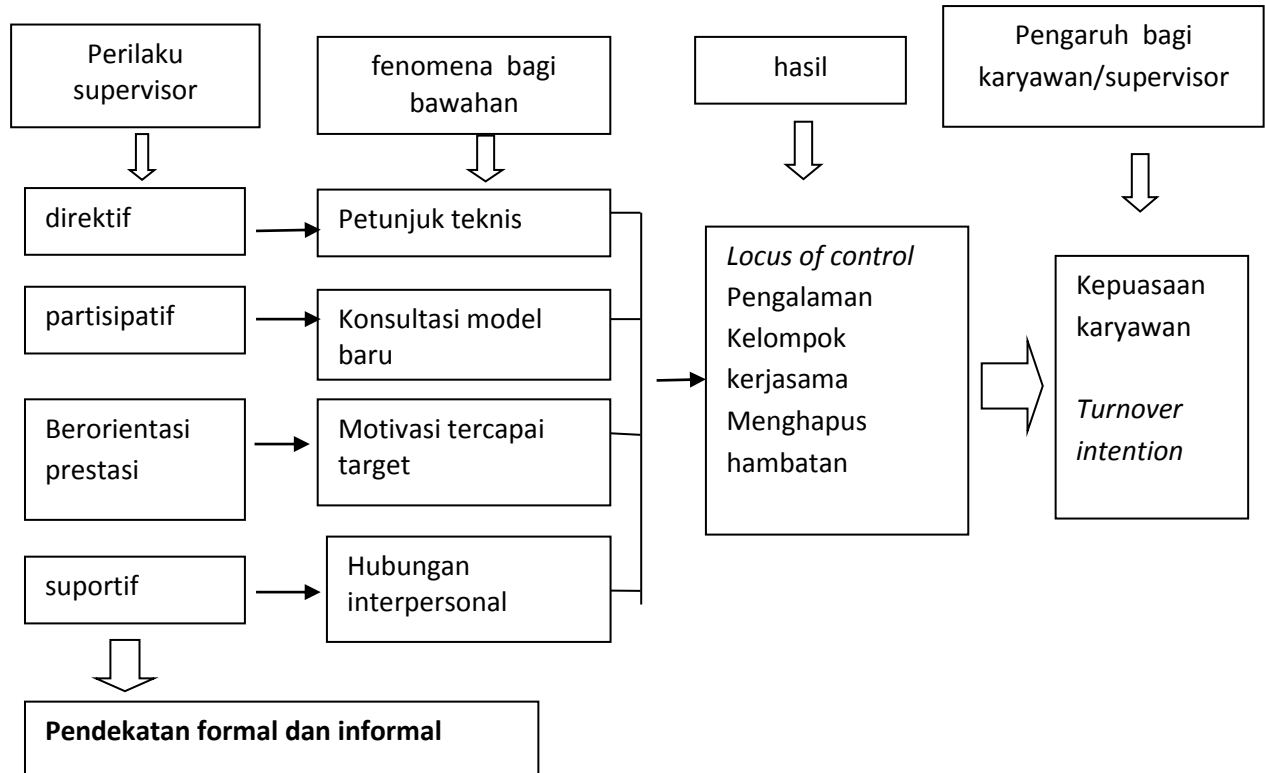 Perilaku
supervisor
fenomena bagi
bawahan
hasil
Pengaruh bagi
karyawan/supervisor
direktif
Petunjuk teknis
partisipatif
Konsultasi model
baru
Berorientasi
prestasi
Motivasi tercapai
target
suportif
Hubungan
interpersonal
Locus of control
Pengalaman
Kelompok
kerjasama
Menghapus
hambatan
Kepuasaan
karyawan
Turnover
intention
Pendekatan formal dan informal